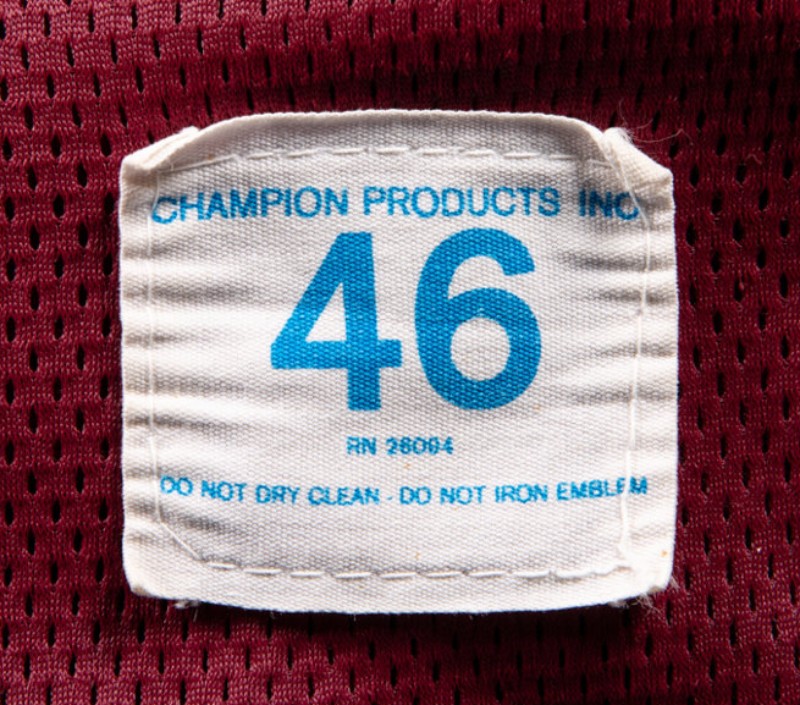 CHAMPION PRODUCTS INC
46
RN 26094
DO NOT DRY CLEAN - DO NOT IRON EMBLEM